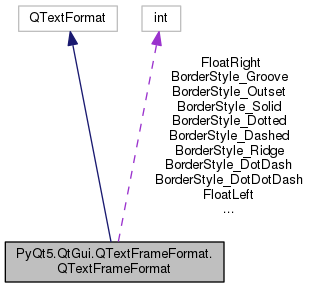 QTextFormat
int
FloatRight
BorderStyle_Groove
BorderStyle_Outset
BorderStyle_Solid
BorderStyle_Dotted
BorderStyle_Dashed
BorderStyle_Ridge
BorderStyle_DotDash
BorderStyle_DotDotDash
FloatLeft
...
PyQt5.QtGui.QTextFrameFormat.
QTextFrameFormat